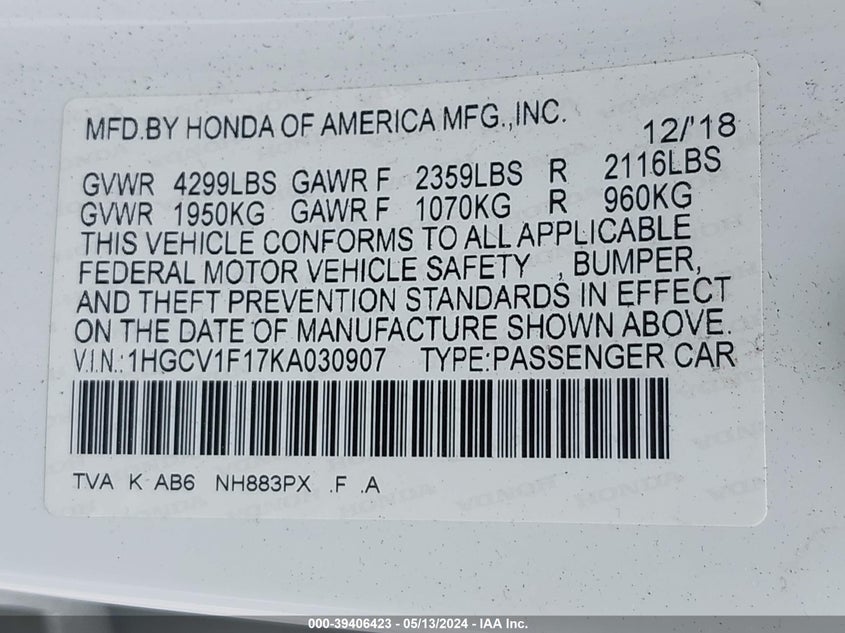 MFD.BY HONDA OF AMERICA MFG.,INC. 12/'18
GVWR 4299LBS GAWR F 2359LBS R 2116LBS
GVWR 1950KG GAWR F 1070KG R 960KG
THIS VEHICLE CONFORMS TO ALL APPLICABLE
FEDERAL MOTOR VEHICLE SAFETY , BUMPER,
AND THEFT PREVENTION STANDARDS IN EFFECT
ON THE DATE OF MANUFACTURE SHOWN ABOVE.
V.I.N.:1HGCV1F17KA030907 TYPE:PASSENGER CAR
TVA K AB6 NH883PX .F .A
000-39406423 - 05/13/2024 - IAA Inc.